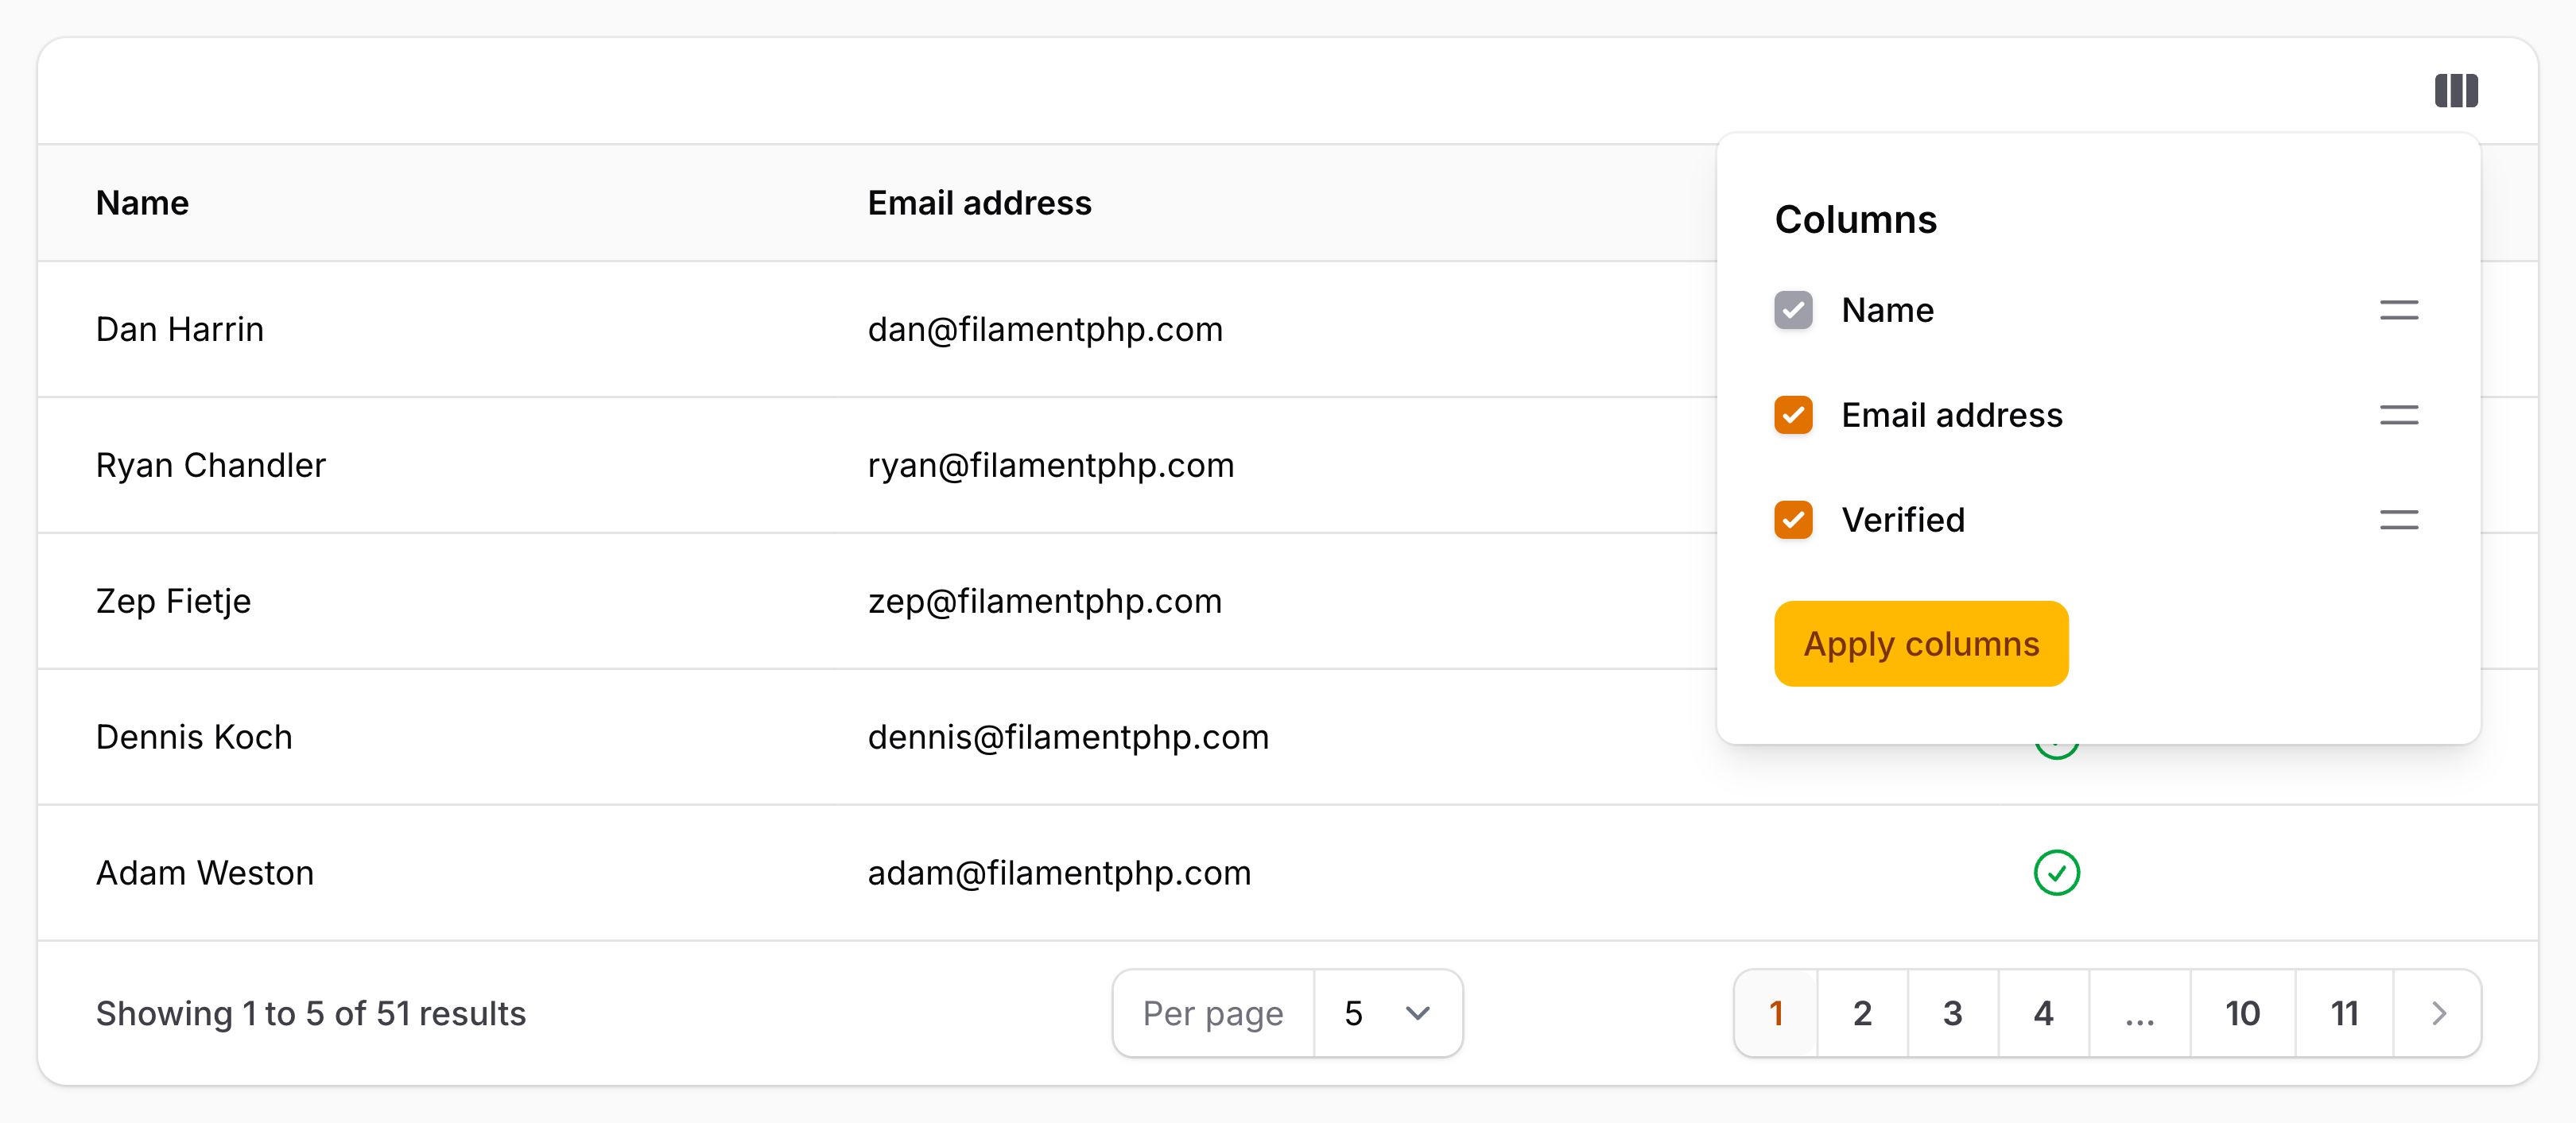 Name
Email address
Columns
Name
Email address
Verified
Apply columns
Dan Harrin
dan@filamentphp.com
Ryan Chandler
ryan@filamentphp.com
Zep Fietje
zep@filamentphp.com
Dennis Koch
dennis@filamentphp.com
Adam Weston
adam@filamentphp.com
Showing 1 to 5 of 51 results
Per page
5
1
2
3
4
...
10
11